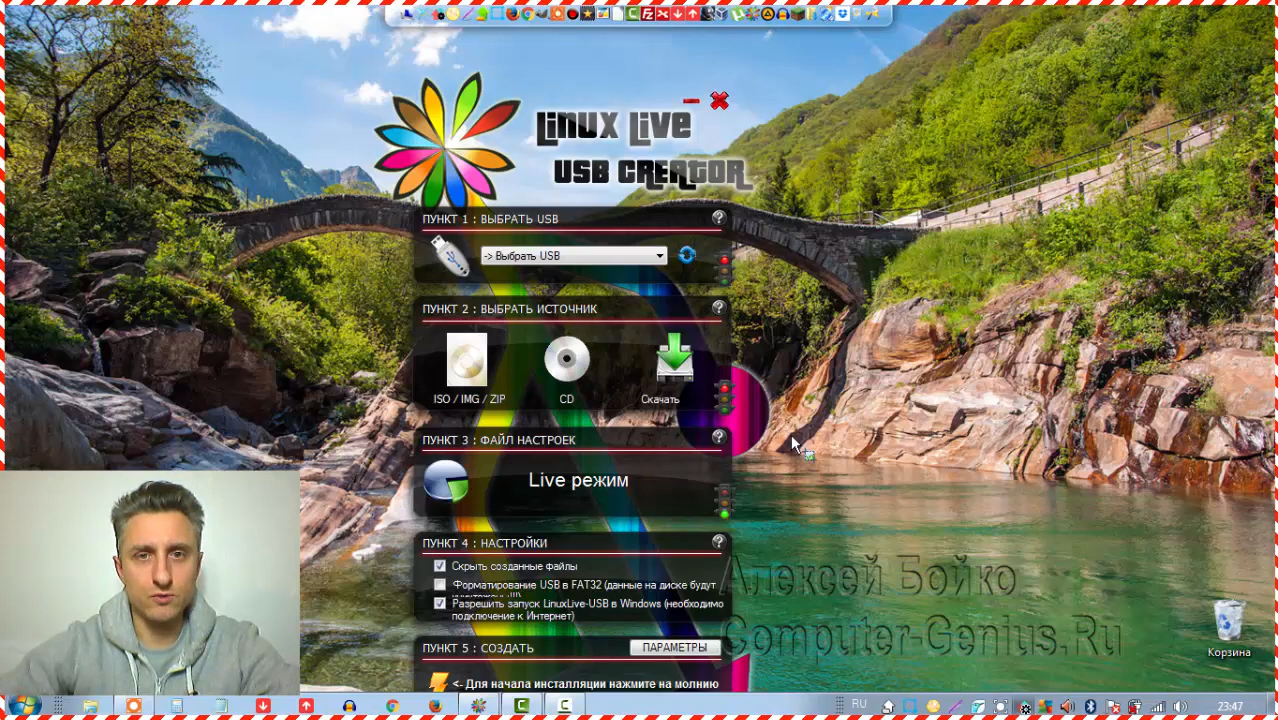 Linux Live
USB CREATOR
ПУНКТ 1 : ВЫБРАТЬ USB
-> Выбрать USB
ПУНКТ 2 : ВЫБРАТЬ ИСТОЧНИК
ISO / IMG / ZIP
CD
Скачать
ПУНКТ 3 : ФАЙЛ НАСТРОЕК
Live режим
ПУНКТ 4 : НАСТРОЙКИ
Скрыть созданные файлы
Форматирование USB в FAT32 (данные на диске будут
Разрешить запуск LinuxLive-USB в Windows (необходимо
подключение к Интернет)
ПУНКТ 5 : СОЗДАТЬ
ПАРАМЕТРЫ
<- Для начала инсталляции нажмите на молнию
Алексей Бойко
Computer-Genius.Ru
Корзина
RU
23:47